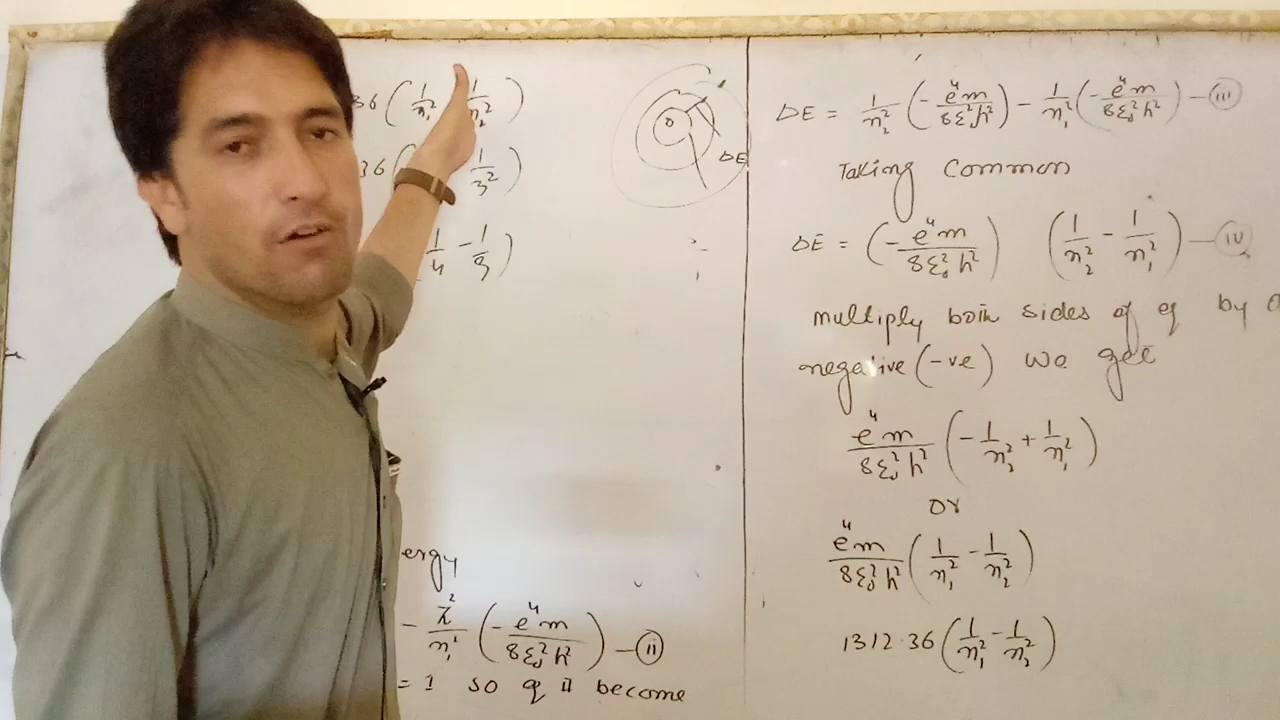 36 (1/n₁² 1/n₂²)
36 ( 1/3²)
1/4 - 1/9)
ΔE
ergy
- z²/n₁² (- e⁴m/8ε₀²h²) — (ii)
= 1 so eq ii become
ΔE = 1/n₂² (- e⁴m/8ε₀²h²) - 1/n₁² (- e⁴m/8ε₀²h²) — (iii)
Taking Common
ΔE = (- e⁴m/8ε₀²h²) (1/n₂² - 1/n₁²) — (iv)
multiply both sides of eq by
negative (-ve) we get
e⁴m/8ε₀²h² (- 1/n₂² + 1/n₁²)
or
e⁴m/8ε₀²h² (1/n₁² - 1/n₂²)
1312.36 (1/n₁² - 1/n₂²)